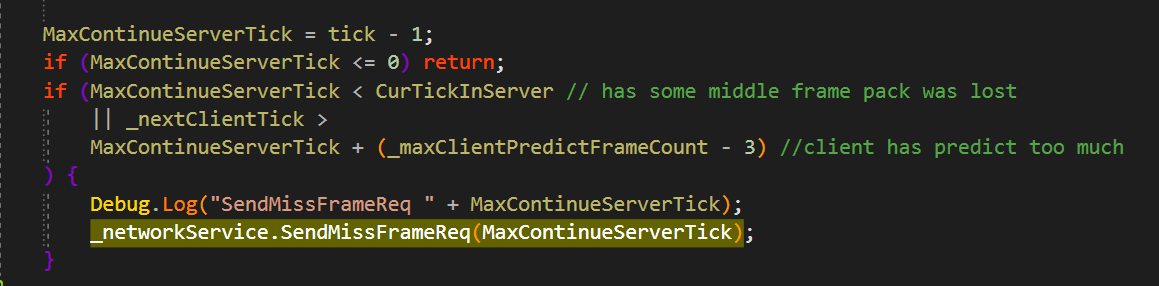 MaxContinueServerTick = tick - 1;
if (MaxContinueServerTick <= 0) return;
if (MaxContinueServerTick < CurTickInServer // has some middle frame pack was lost
|| _nextClientTick >
MaxContinueServerTick + (_maxClientPredictFrameCount - 3) //client has predict too much
) {
Debug.Log("SendMissFrameReq " + MaxContinueServerTick);
_networkService.SendMissFrameReq(MaxContinueServerTick);
}